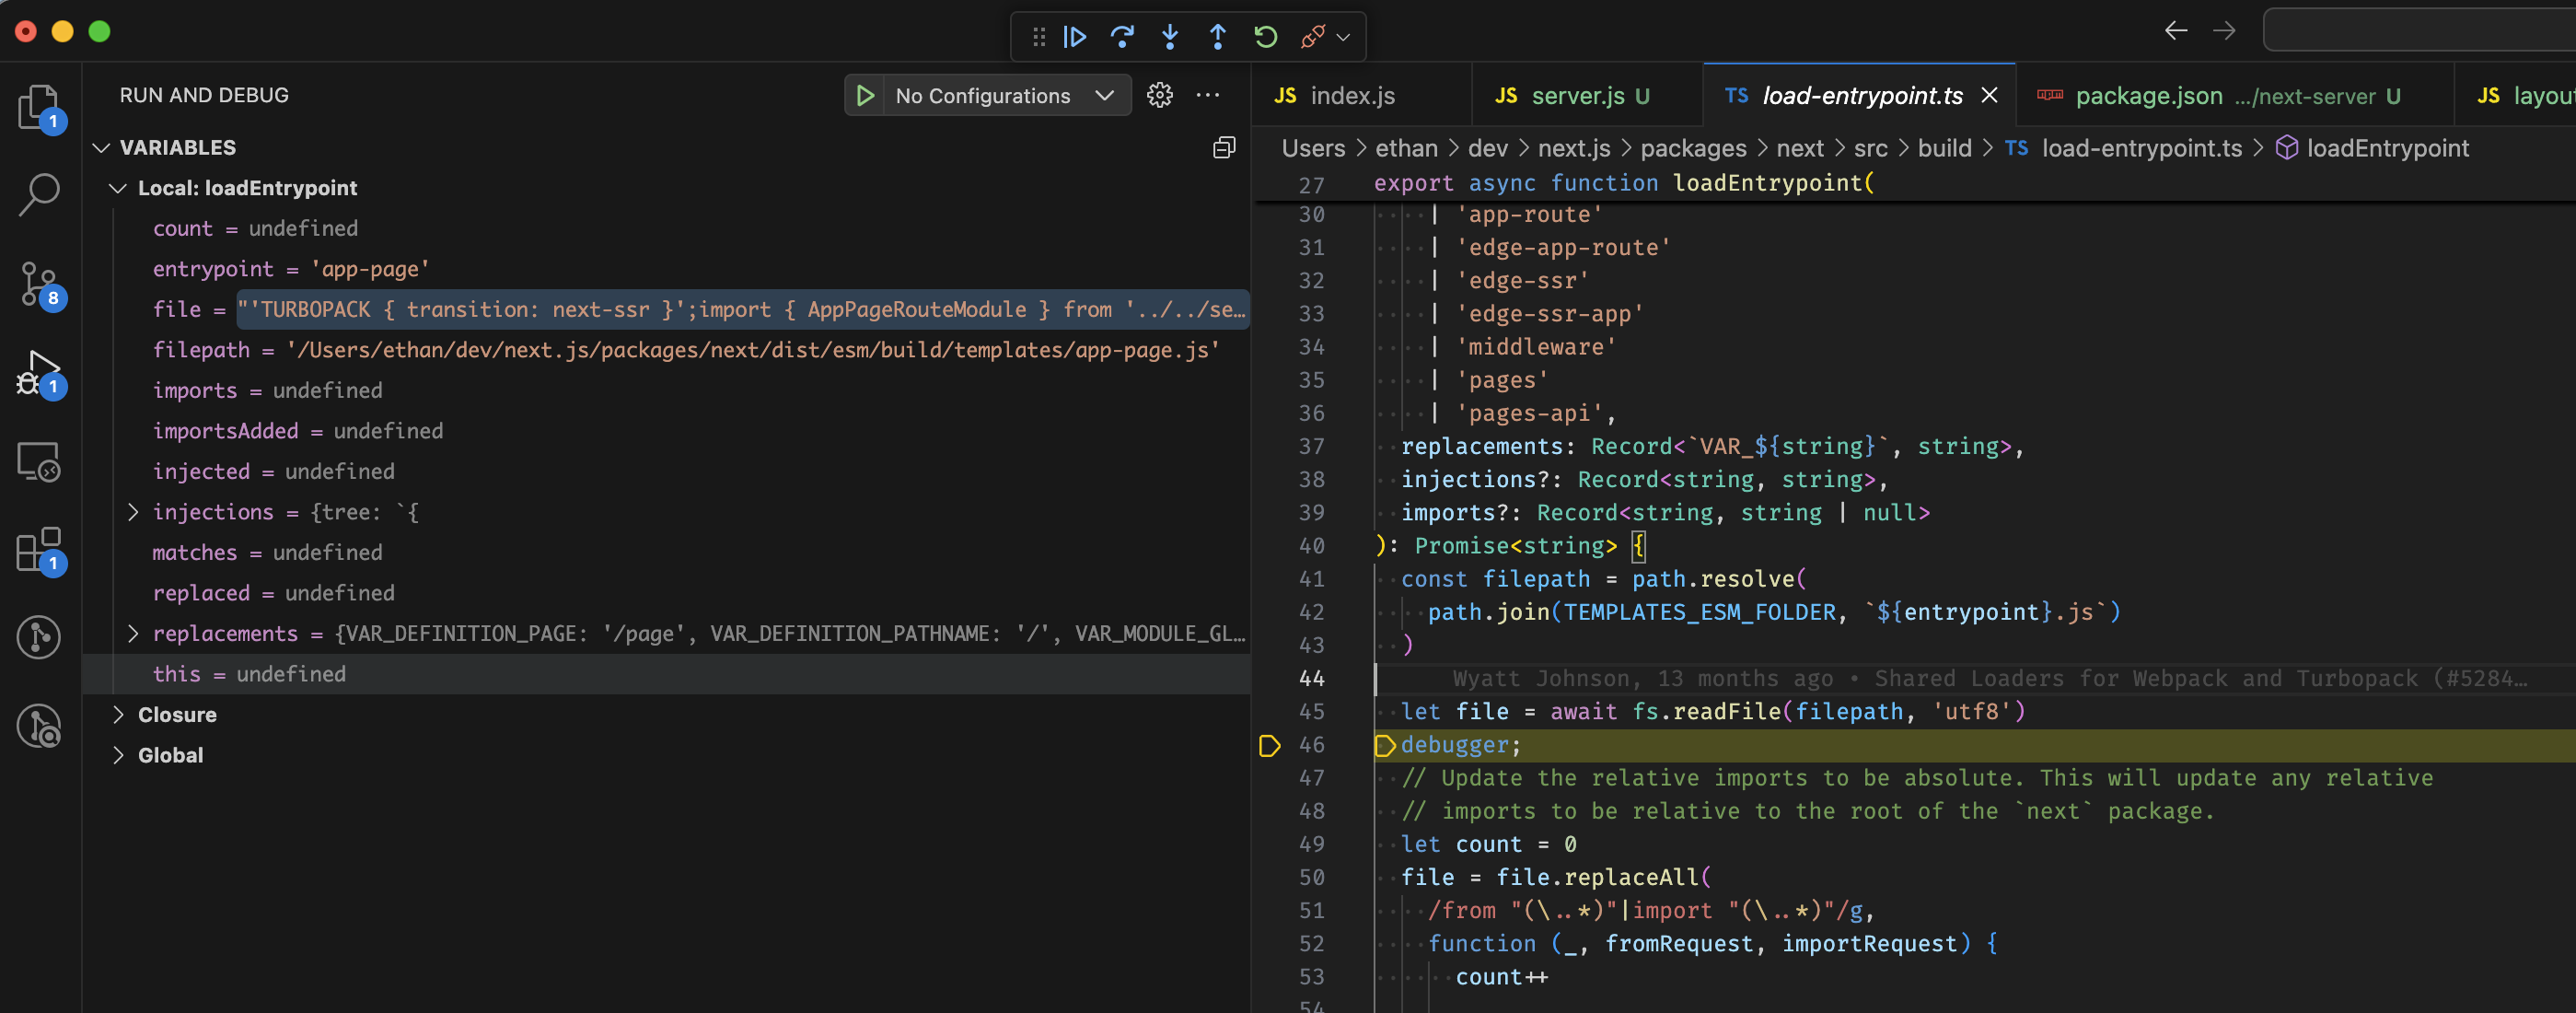 RUN AND DEBUG
No Configurations
1
8
1
1
VARIABLES
Local: loadEntrypoint
count = undefined
entrypoint = 'app-page'
file = "'TURBOPACK { transition: next-ssr }';import { AppPageRouteModule } from '../../se…
filepath = '/Users/ethan/dev/next.js/packages/next/dist/esm/build/templates/app-page.js'
imports = undefined
importsAdded = undefined
injected = undefined
injections = {tree: `{
matches = undefined
replaced = undefined
replacements = {VAR_DEFINITION_PAGE: '/page', VAR_DEFINITION_PATHNAME: '/', VAR_MODULE_GL…
this = undefined
Closure
Global
JS index.js
JS server.js U
TS load-entrypoint.ts
package.json …/next-server U
JS layou
Users > ethan > dev > next.js > packages > next > src > build > TS load-entrypoint.ts > loadEntrypoint
27 export async function loadEntrypoint(
30 | 'app-route'
31 | 'edge-app-route'
32 | 'edge-ssr'
33 | 'edge-ssr-app'
34 | 'middleware'
35 | 'pages'
36 | 'pages-api',
37 replacements: Record<`VAR_${string}`, string>,
38 injections?: Record<string, string>,
39 imports?: Record<string, string | null>
40 ): Promise<string> {
41 const filepath = path.resolve(
42 path.join(TEMPLATES_ESM_FOLDER, `${entrypoint}.js`)
43 )
44 Wyatt Johnson, 13 months ago • Shared Loaders for Webpack and Turbopack (#5284…
45 let file = await fs.readFile(filepath, 'utf8')
46 debugger;
47 // Update the relative imports to be absolute. This will update any relative
48 // imports to be relative to the root of the `next` package.
49 let count = 0
50 file = file.replaceAll(
51 /from "(\..*)"|import "(\..*)"/g,
52 function (_, fromRequest, importRequest) {
53 count++
54